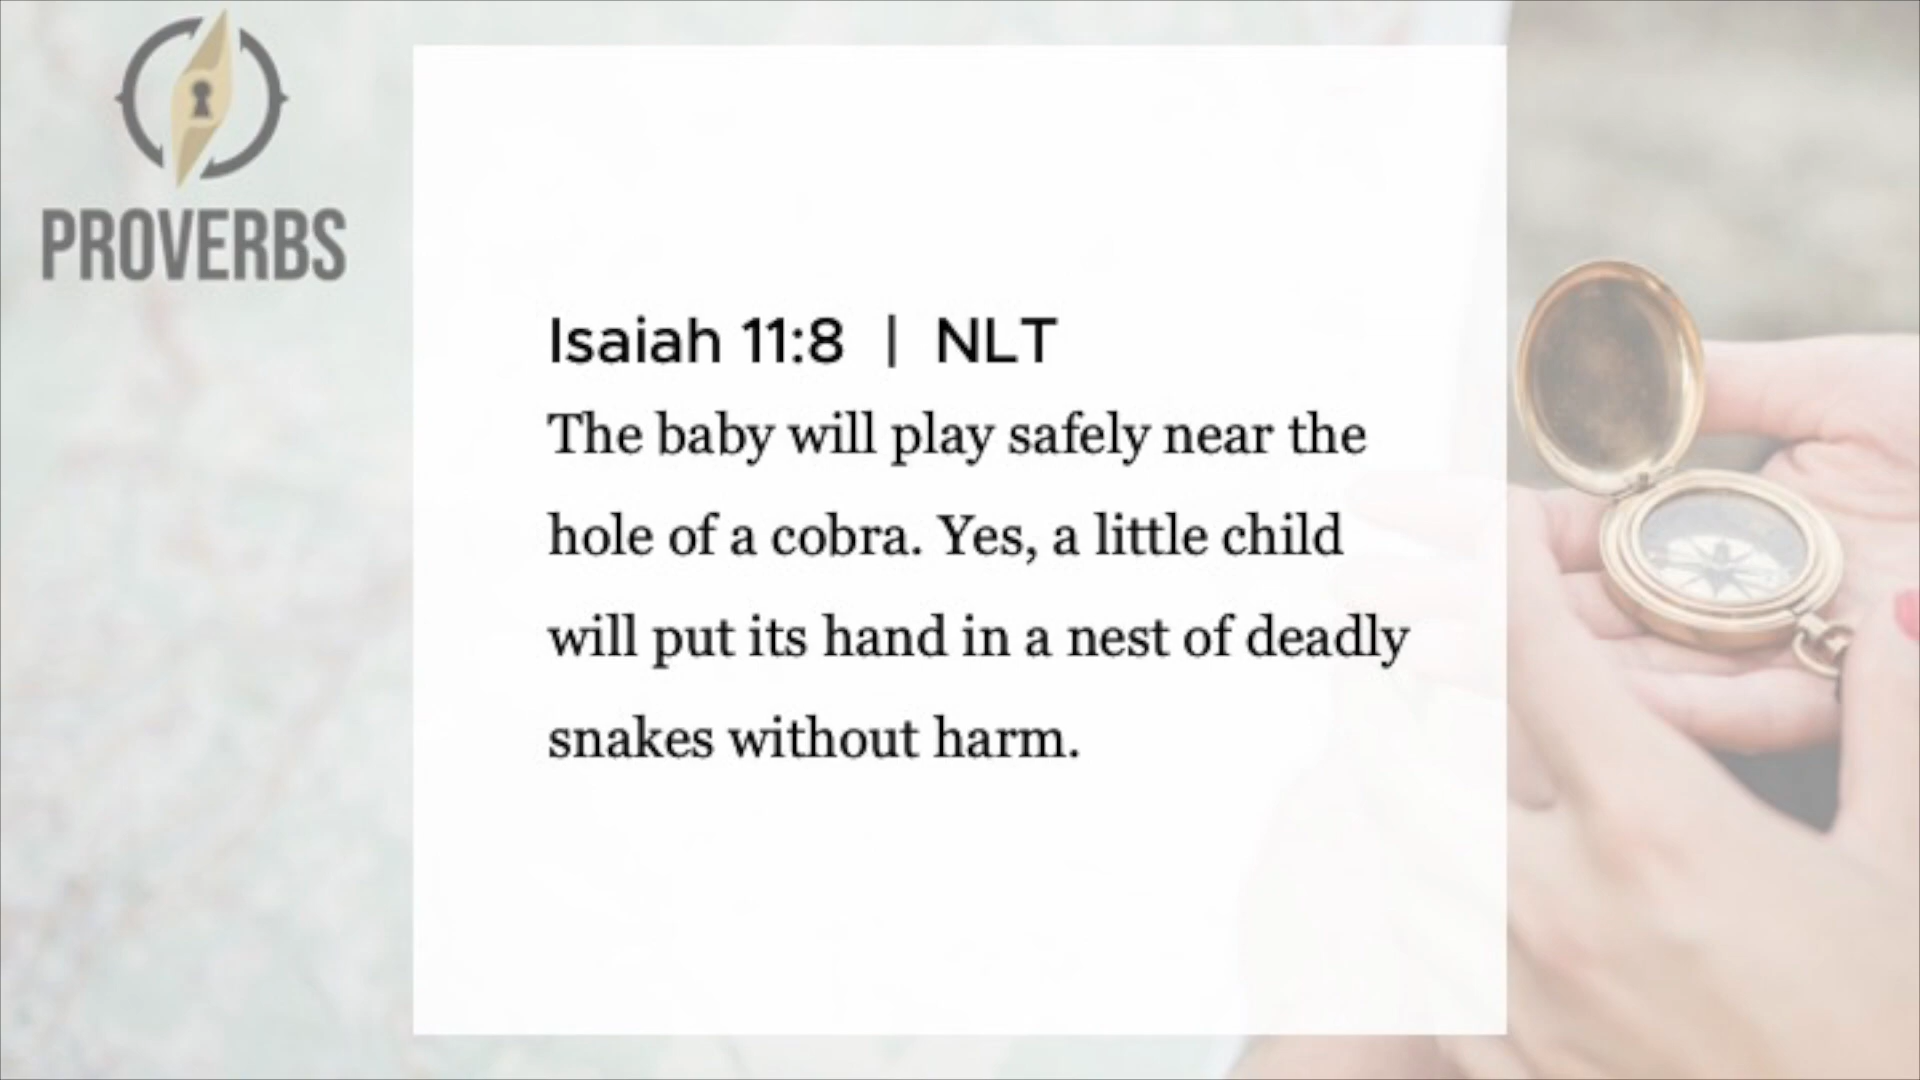 PROVERBS
Isaiah 11:8 | NLT
The baby will play safely near the
hole of a cobra. Yes, a little child
will put its hand in a nest of deadly
snakes without harm.